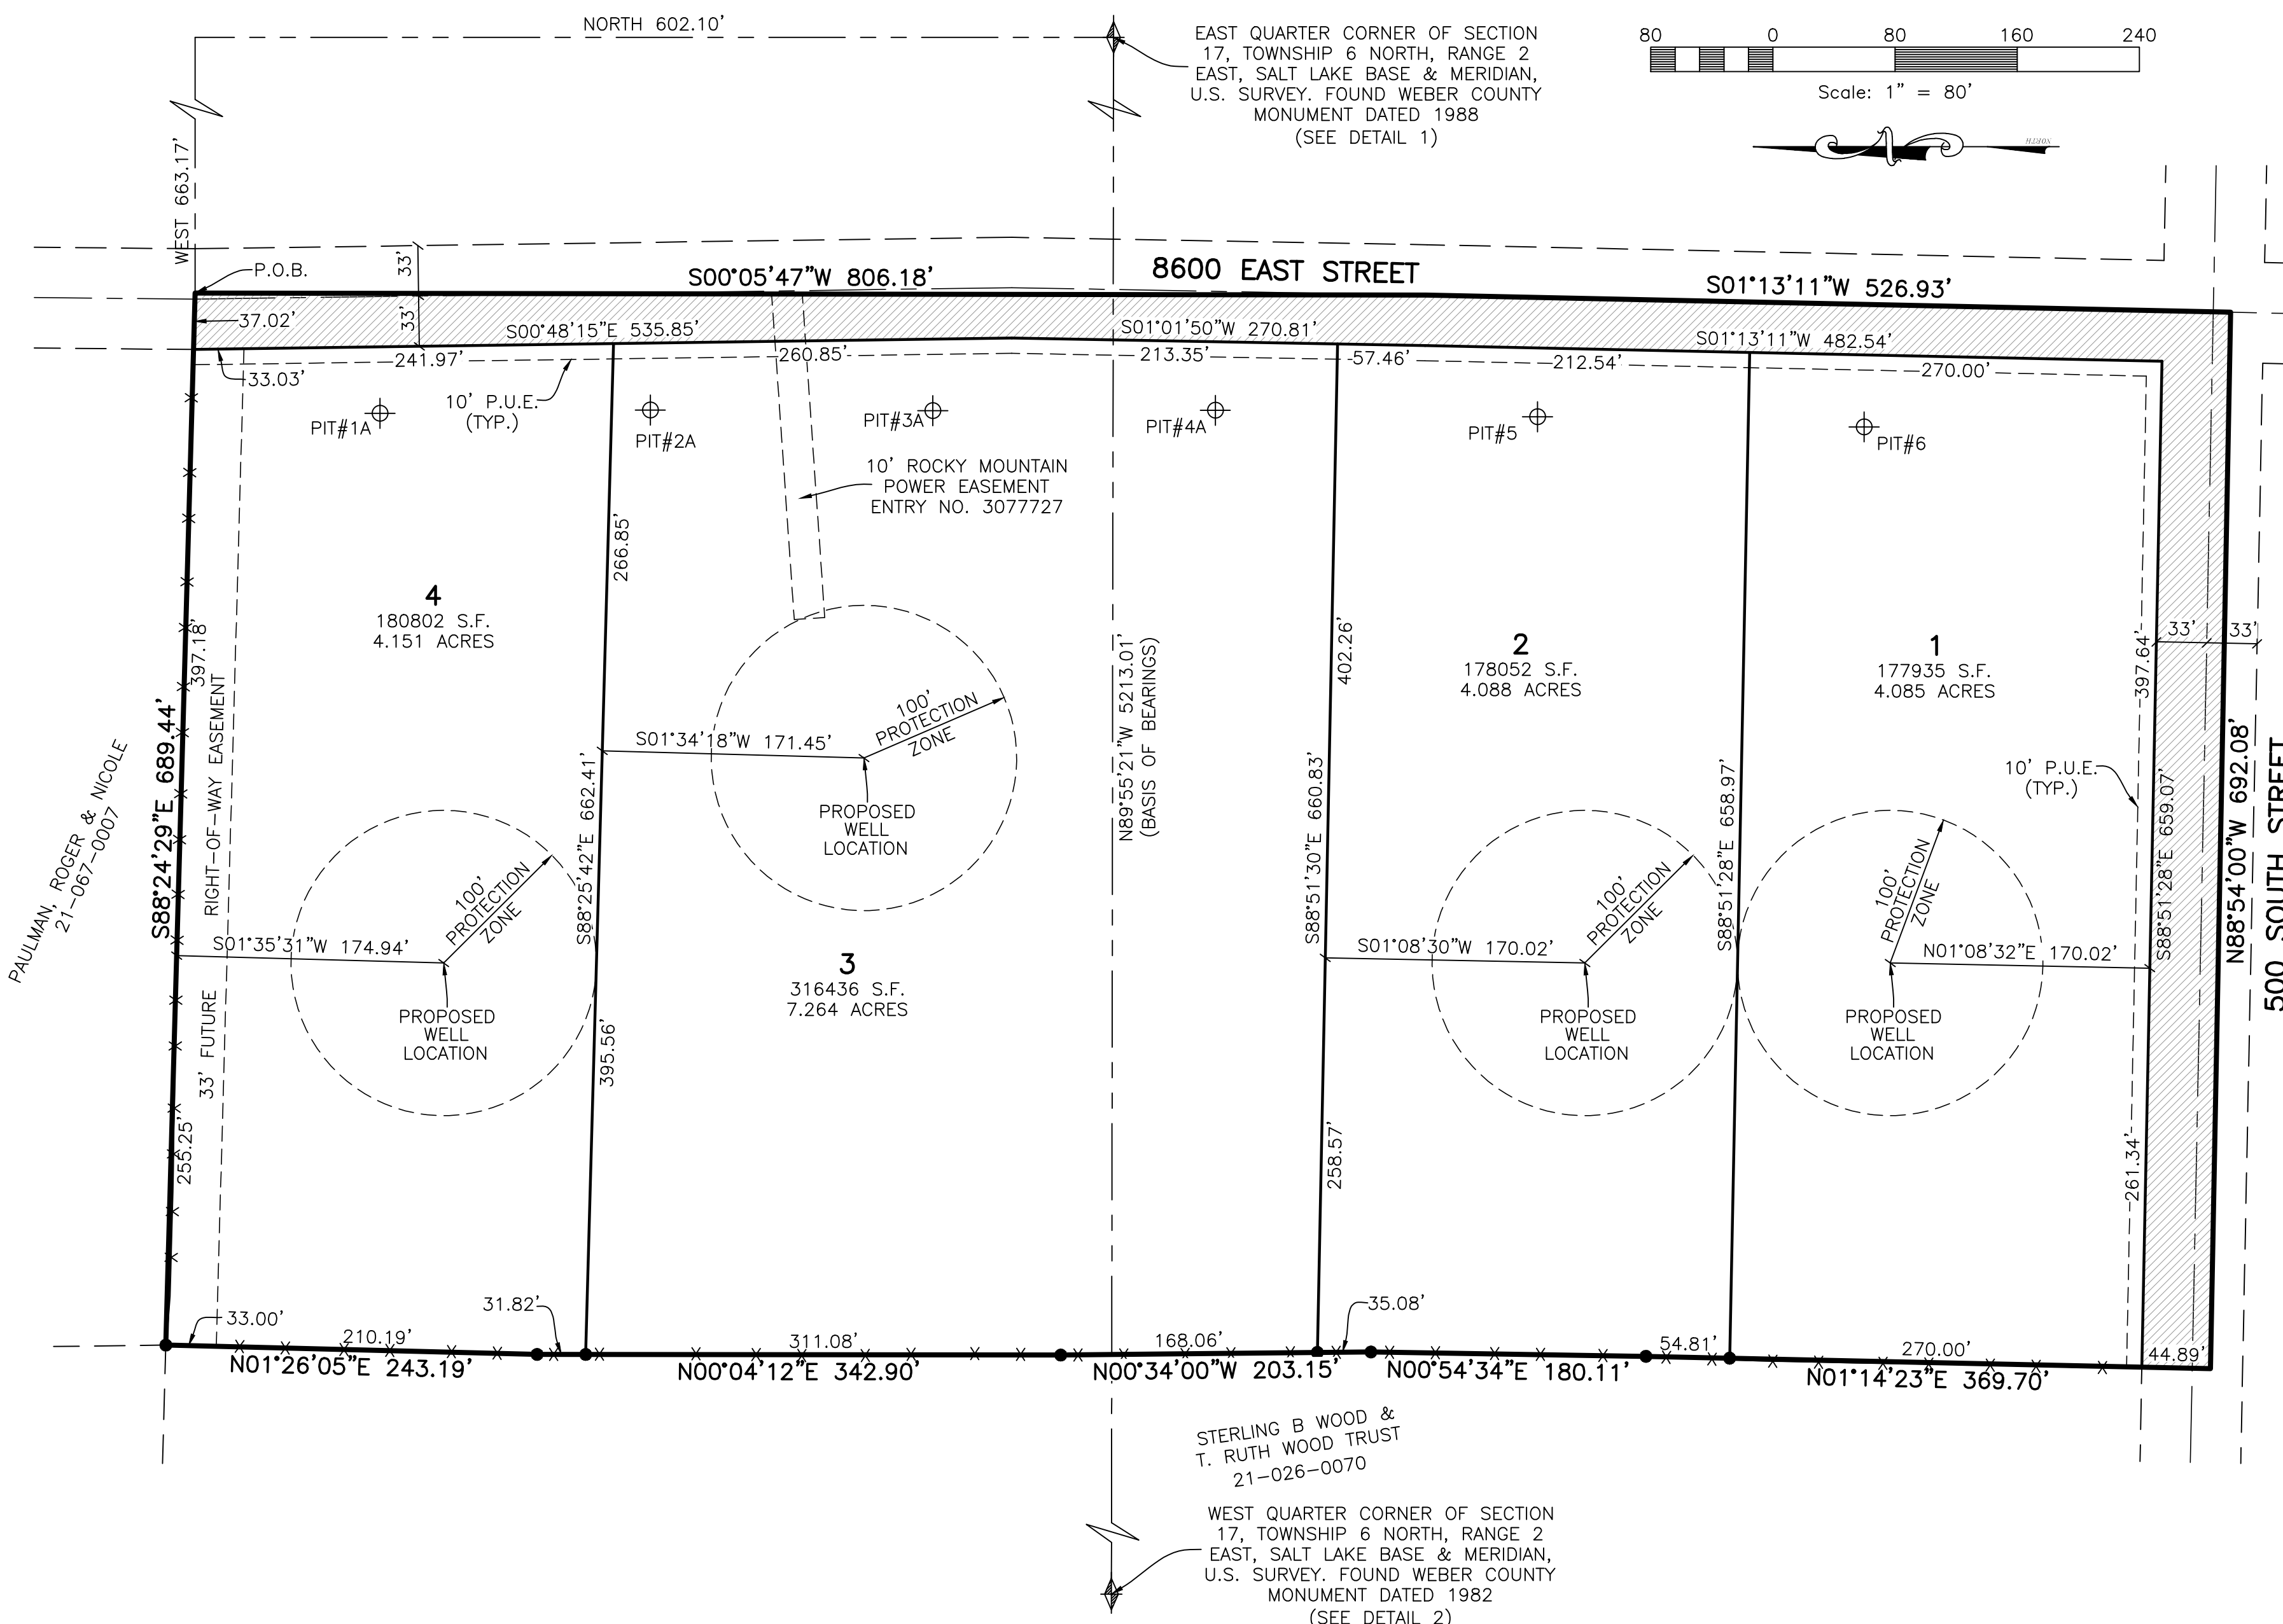 NORTH 602.10'
EAST QUARTER CORNER OF SECTION
17, TOWNSHIP 6 NORTH, RANGE 2
EAST, SALT LAKE BASE & MERIDIAN,
U.S. SURVEY. FOUND WEBER COUNTY
MONUMENT DATED 1988
(SEE DETAIL 1)
80 0 80 160 240
Scale: 1" = 80'
NORTH
WEST 663.17'
P.O.B.
33'
33'
S00°05'47"W 806.18'
8600 EAST STREET
S01°13'11"W 526.93'
37.02'
S00°48'15"E 535.85'
S01°01'50"W 270.81'
S01°13'11"W 482.54'
33.03'
241.97'
260.85'
213.35'
57.46'
212.54'
270.00'
10' P.U.E.
(TYP.)
PIT#1A
PIT#2A
PIT#3A
PIT#4A
PIT#5
PIT#6
10' ROCKY MOUNTAIN
POWER EASEMENT
ENTRY NO. 3077727
266.85'
4
180802 S.F.
4.151 ACRES
397.18'
402.26'
2
178052 S.F.
4.088 ACRES
1
177935 S.F.
4.085 ACRES
397.64'
33'
33'
N89°55'21"W 5213.01'
(BASIS OF BEARINGS)
PAULMAN, ROGER & NICOLE
21-067-0007
S88°24'29"E 689.44'
33' FUTURE RIGHT-OF-WAY EASEMENT
S01°34'18"W 171.45'
100'
PROTECTION
ZONE
PROPOSED
WELL
LOCATION
S88°25'42"E 662.41'
S88°51'30"E 660.83'
S88°51'28"E 658.97'
10' P.U.E.
(TYP.)
S88°51'28"E 659.07'
N88°54'00"W 692.08'
500 SOUTH STREET
S01°35'31"W 174.94'
100'
PROTECTION
ZONE
PROPOSED
WELL
LOCATION
3
316436 S.F.
7.264 ACRES
S01°08'30"W 170.02'
100'
PROTECTION
ZONE
PROPOSED
WELL
LOCATION
100'
PROTECTION
ZONE
N01°08'32"E 170.02'
PROPOSED
WELL
LOCATION
395.56'
255.25'
258.57'
261.34'
33.00'
210.19'
31.82'
311.08'
168.06'
35.08'
54.81'
270.00'
44.89'
N01°26'05"E 243.19'
N00°04'12"E 342.90'
N00°34'00"W 203.15'
N00°54'34"E 180.11'
N01°14'23"E 369.70'
STERLING B WOOD &
T. RUTH WOOD TRUST
21-026-0070
WEST QUARTER CORNER OF SECTION
17, TOWNSHIP 6 NORTH, RANGE 2
EAST, SALT LAKE BASE & MERIDIAN,
U.S. SURVEY. FOUND WEBER COUNTY
MONUMENT DATED 1982
(SEE DETAIL 2)